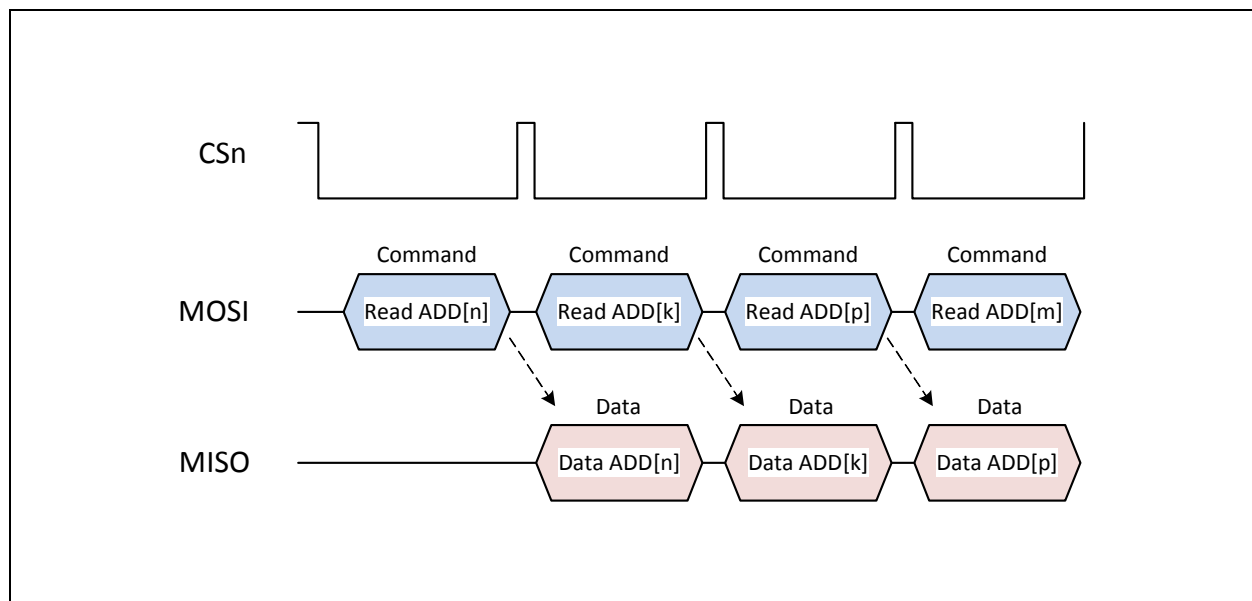 CSn
Command Command Command Command
MOSI Read ADD[n] Read ADD[k] Read ADD[p] Read ADD[m]
Data Data Data
MISO Data ADD[n] Data ADD[k] Data ADD[p]